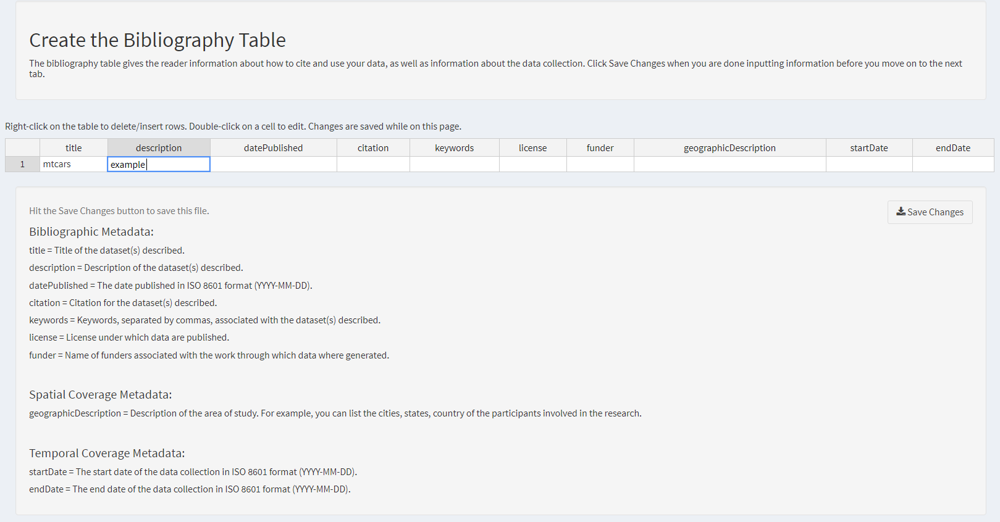 Create the Bibliography Table
The bibliography table gives the reader information about how to cite and use your data, as well as information about the data collection. Click Save Changes when you are done inputting information before you move on to the next
tab.
Right-click on the table to delete/insert rows. Double-click on a cell to edit. Changes are saved while on this page.
title description datePublished citation keywords license funder geographicDescription startDate endDate
1 mtcars example
Hit the Save Changes button to save this file.
Save Changes
Bibliographic Metadata:
title = Title of the dataset(s) described.
description = Description of the dataset(s) described.
datePublished = The date published in ISO 8601 format (YYYY-MM-DD).
citation = Citation for the dataset(s) described.
keywords = Keywords, separated by commas, associated with the dataset(s) described.
license = License under which data are published.
funder = Name of funders associated with the work through which data where generated.
Spatial Coverage Metadata:
geographicDescription = Description of the area of study. For example, you can list the cities, states, country of the participants involved in the research.
Temporal Coverage Metadata:
startDate = The start date of the data collection in ISO 8601 format (YYYY-MM-DD).
endDate = The end date of the data collection in ISO 8601 format (YYYY-MM-DD).